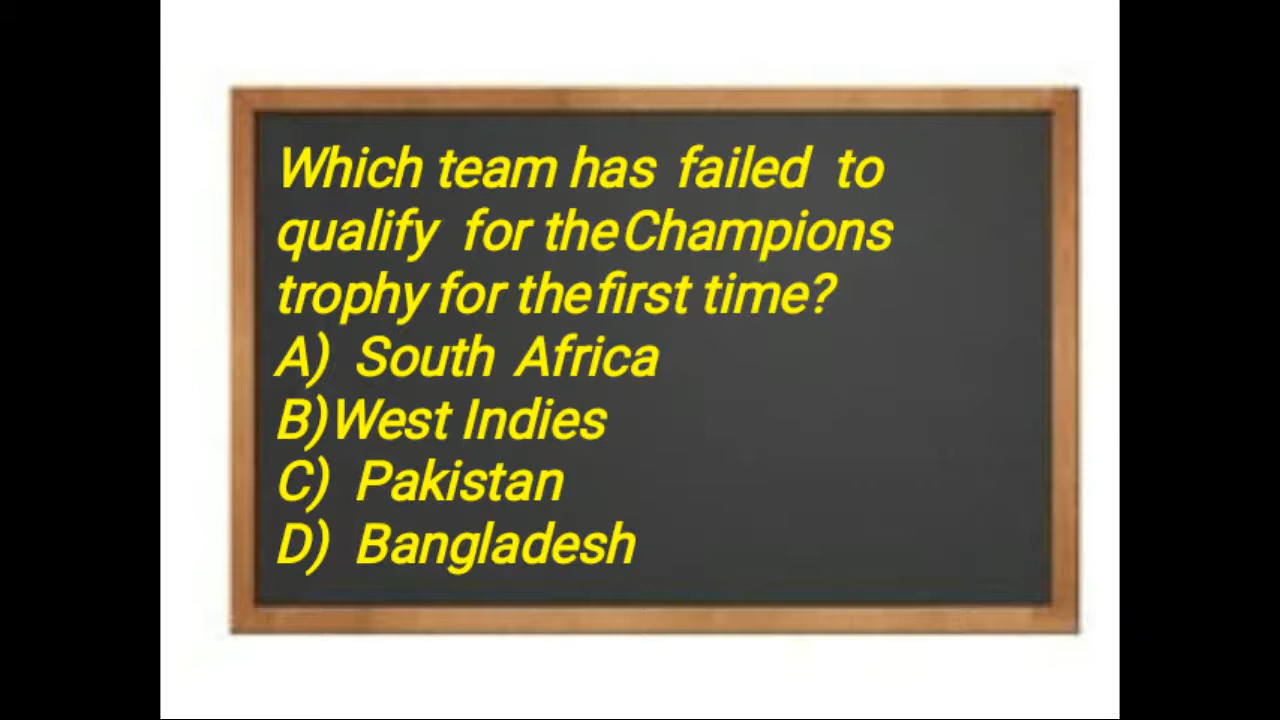 Which team has failed to
qualify for the Champions
trophy for the first time?
A) South Africa
B)West Indies
C) Pakistan
D) Bangladesh